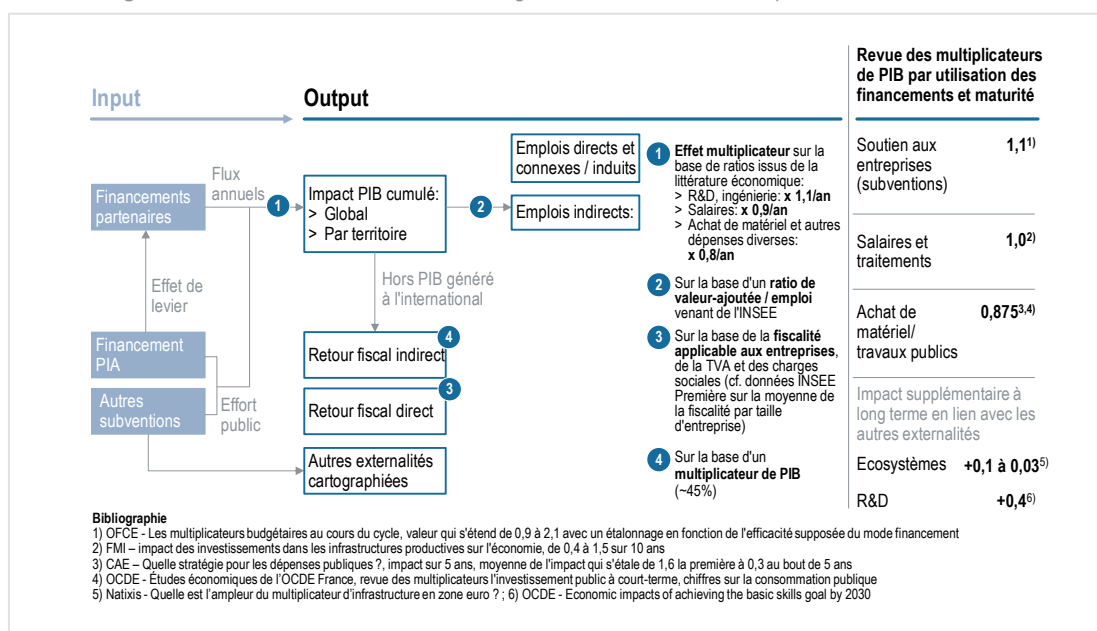 Input
Output
Financements
partenaires
Flux
annuels
Effet de
levier
Financement
PIA
Autres
subventions
Effort
public
1
Impact PIB cumulé:
> Global
> Par territoire
2
Emplois directs et
connexes / induits
Emplois indirects:
Hors PIB généré
à l'international
4
Retour fiscal indirect
3
Retour fiscal direct
Autres externalités
cartographiées
1 Effet multiplicateur sur la
base de ratios issus de la
littérature économique:
> R&D, ingénierie: x 1,1/an
> Salaires: x 0,9/an
> Achat de matériel et autres
dépenses diverses:
x 0,8/an
2 Sur la base d'un ratio de
valeur-ajoutée / emploi
venant de l'INSEE
3 Sur la base de la fiscalité
applicable aux entreprises,
de la TVA et des charges
sociales (cf. données INSEE
Première sur la moyenne de
la fiscalité par taille
d'entreprise)
4 Sur la base d'un
multiplicateur de PIB
(~45%)
Revue des multiplicateurs
de PIB par utilisation des
financements et maturité
Soutien aux 1,1¹⁾
entreprises
(subventions)
Salaires et 1,0²⁾
traitements
Achat de 0,875³,⁴⁾
matériel/
travaux publics
Impact supplémentaire à
long terme en lien avec les
autres externalités
Ecosystèmes +0,1 à 0,03⁵⁾
R&D +0,4⁶⁾
Bibliographie
1) OFCE - Les multiplicateurs budgétaires au cours du cycle, valeur qui s'étend de 0,9 à 2,1 avec un étalonnage en fonction de l'efficacité supposée du mode financement
2) FMI – impact des investissements dans les infrastructures productives sur l'économie, de 0,4 à 1,5 sur 10 ans
3) CAE – Quelle stratégie pour les dépenses publiques ?, impact sur 5 ans, moyenne de l'impact qui s'étale de 1,6 la première à 0,3 au bout de 5 ans
4) OCDE - Études économiques de l'OCDE France, revue des multiplicateurs l'investissement public à court-terme, chiffres sur la consommation publique
5) Natixis - Quelle est l'ampleur du multiplicateur d'infrastructure en zone euro ? ; 6) OCDE - Economic impacts of achieving the basic skills goal by 2030